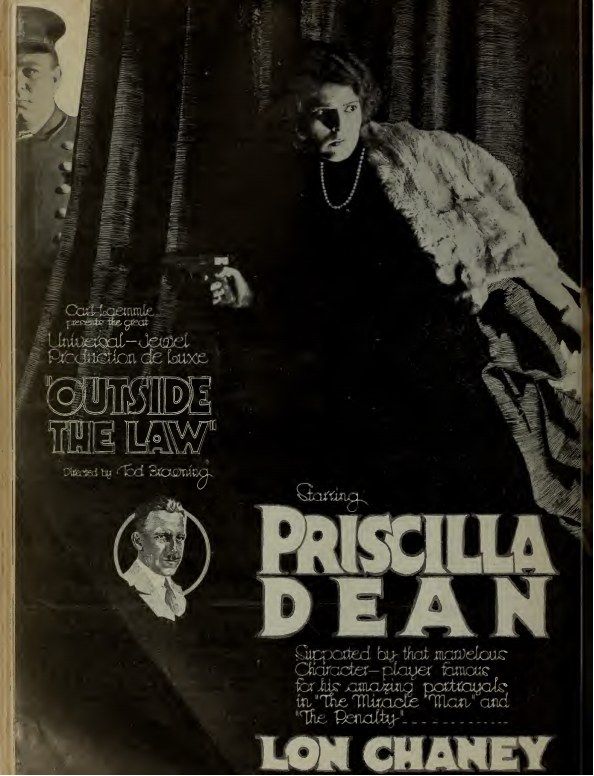 Carl Laemmle
presents the great
Universal-Jewel
Production de Luxe
"OUTSIDE
THE LAW"
Directed by Tod Browning
Starring
PRISCILLA
DEAN
Supported by that marvelous
Character-player famous
for his amazing portrayals
in "The Miracle Man" and
"The Penalty"
LON CHANEY